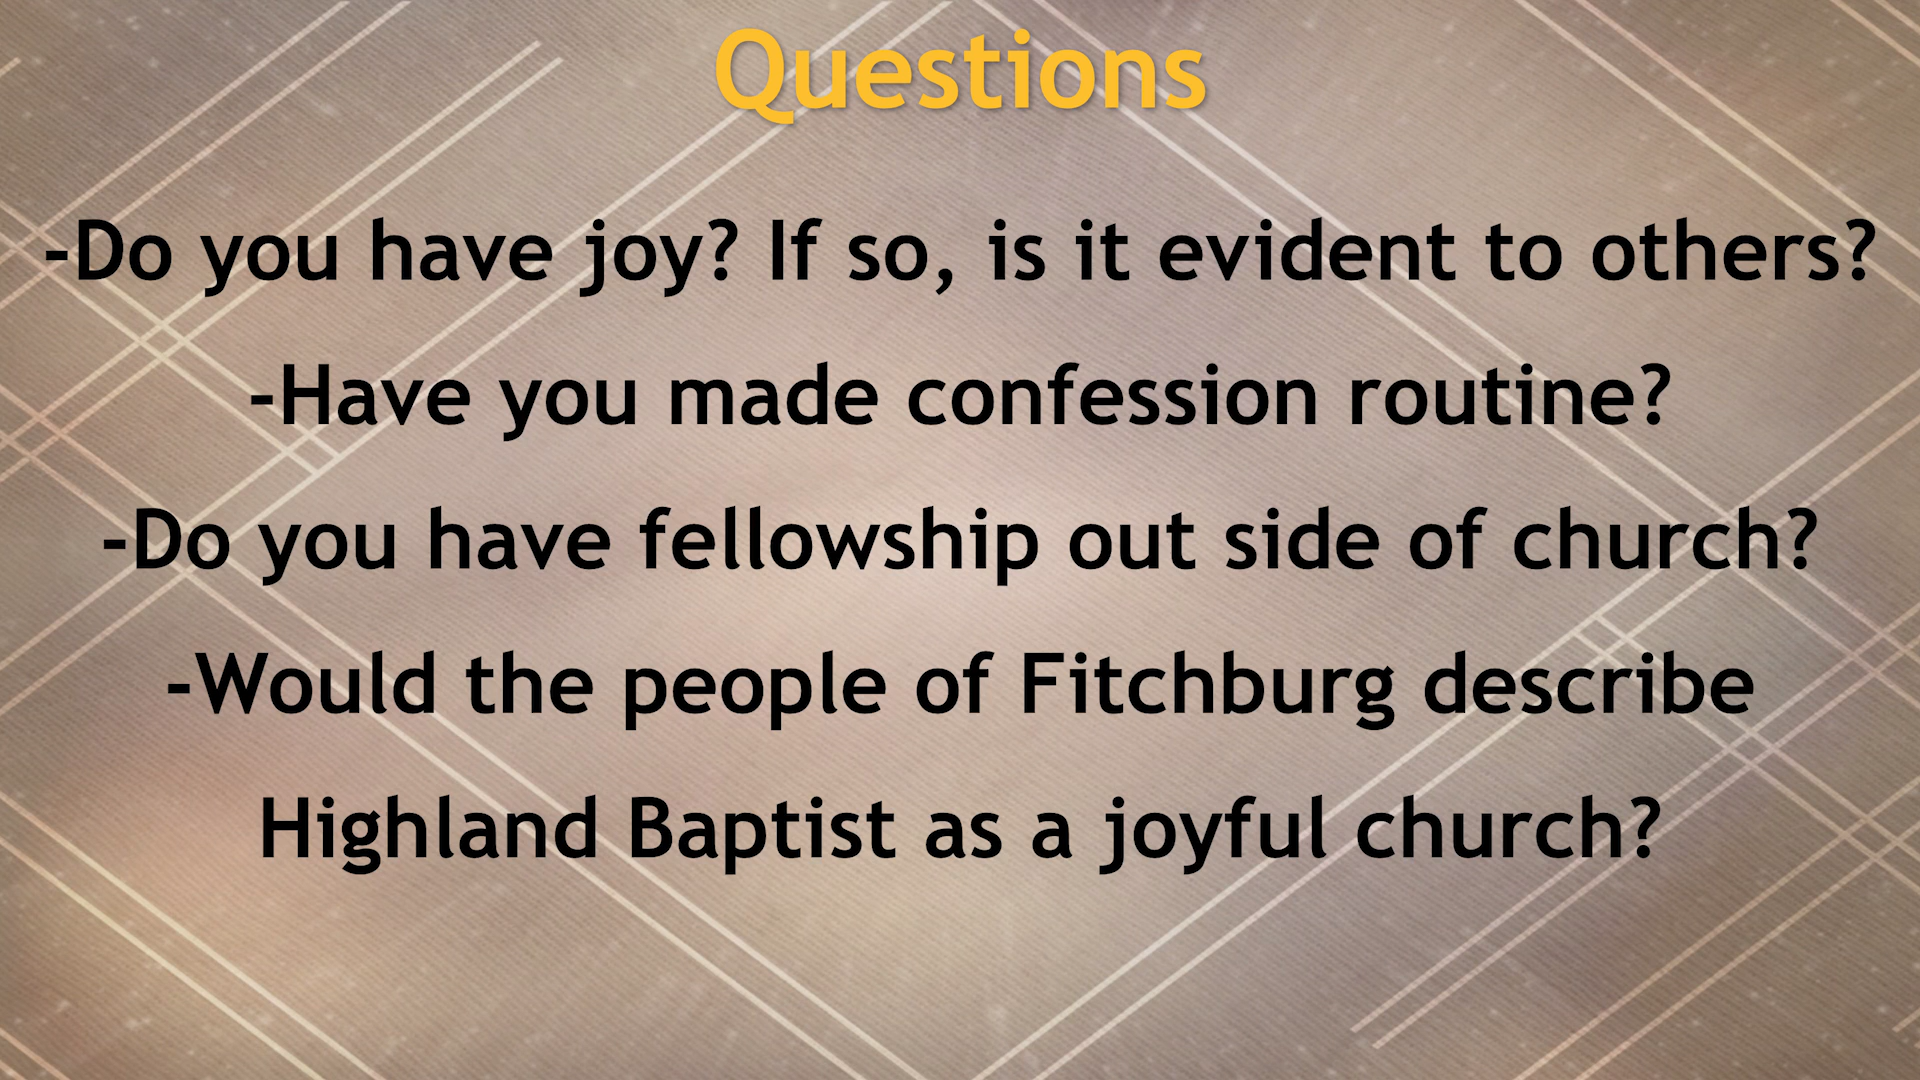 Questions
-Do you have joy? If so, is it evident to others?
-Have you made confession routine?
-Do you have fellowship out side of church?
-Would the people of Fitchburg describe
Highland Baptist as a joyful church?